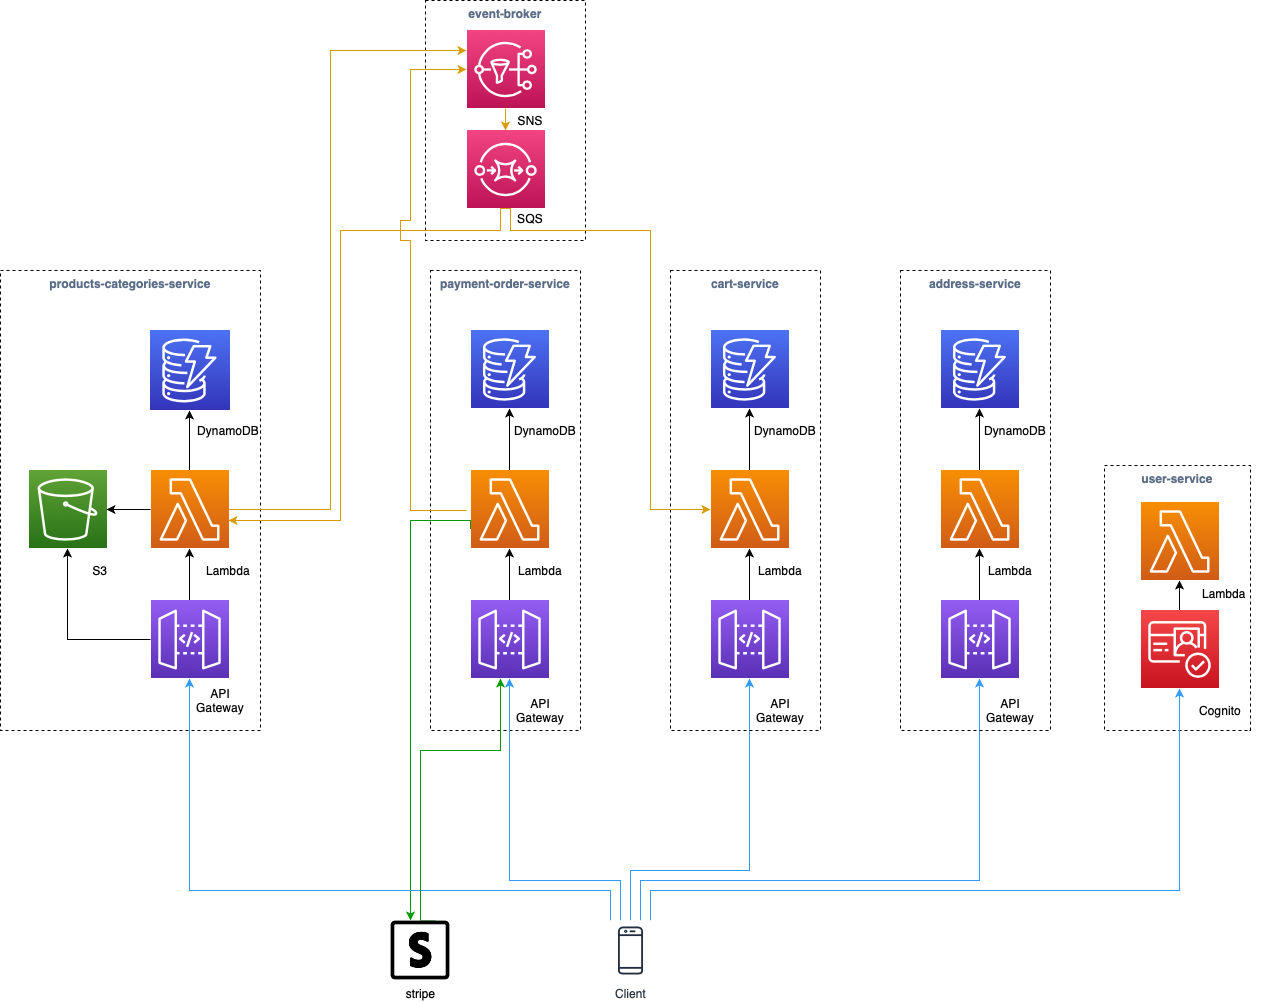 event-broker
SNS
SQS
products-categories-service
payment-order-service
cart-service
address-service
DynamoDB
DynamoDB
DynamoDB
DynamoDB
user-service
S3
Lambda
Lambda
Lambda
Lambda
Lambda
</>
</>
</>
</>
API
Gateway
API
Gateway
API
Gateway
API
Gateway
Cognito
S
stripe
Client